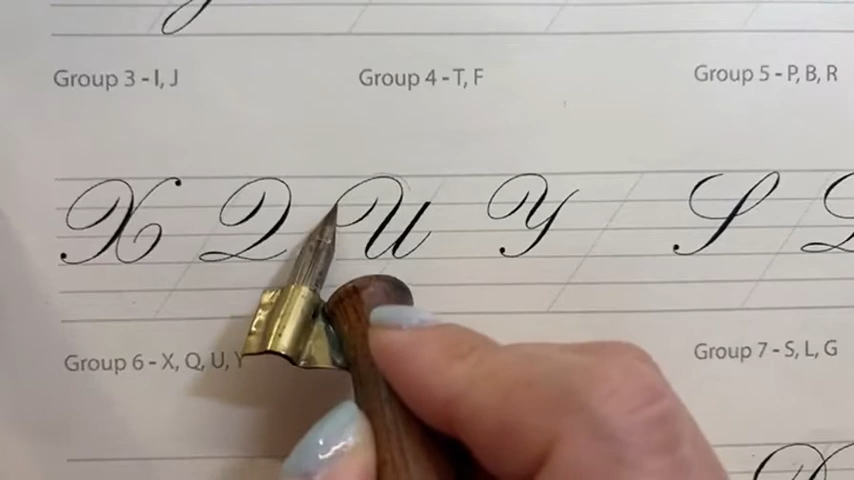 Group 3 - I, J Group 4 - T, F Group 5 - P, B, R
X Q U Y S
Group 6 - X, Q, U, Y Group 7 - S, L, G